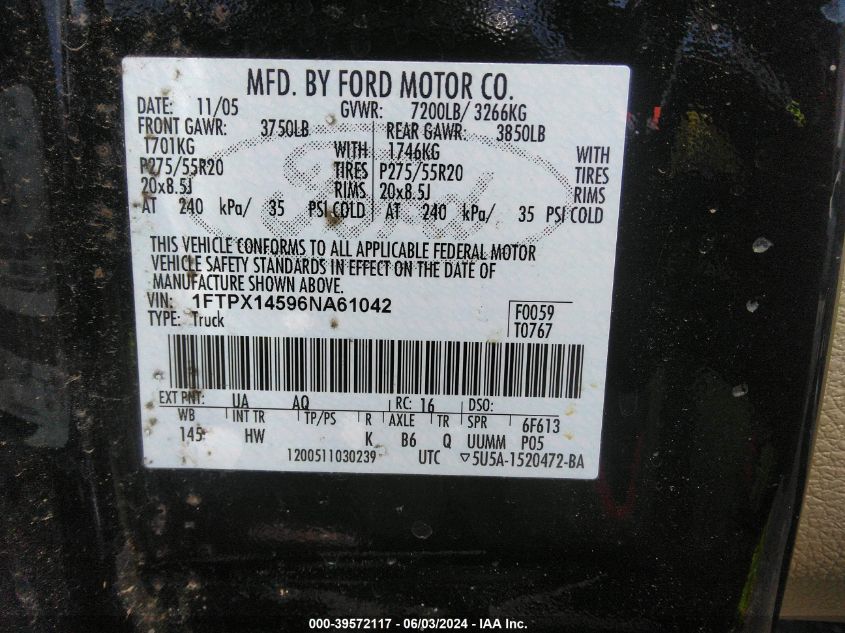 MFD. BY FORD MOTOR CO.
DATE: 11/05 GVWR: 7200LB/ 3266KG
FRONT GAWR: 3750LB REAR GAWR: 3850LB
1701KG WITH 1746KG WITH
P275/55R20 TIRES P275/55R20 TIRES
20x8.5J RIMS 20x8.5J RIMS
AT 240 kPa/ 35 PSI COLD AT 240 kPa/ 35 PSI COLD
THIS VEHICLE CONFORMS TO ALL APPLICABLE FEDERAL MOTOR
VEHICLE SAFETY STANDARDS IN EFFECT ON THE DATE OF
MANUFACTURE SHOWN ABOVE.
VIN: 1FTPX14596NA61042 F0059
TYPE: Truck T0767
EXT PNT: UA AQ RC: 16 DSO:
WB INT TR TP/PS R AXLE TR SPR 6F613
145 HW K B6 Q UUMM P05
1200511030239 UTC ▽5U5A-1520472-BA
Ford
000-39572117 - 06/03/2024 - IAA Inc.